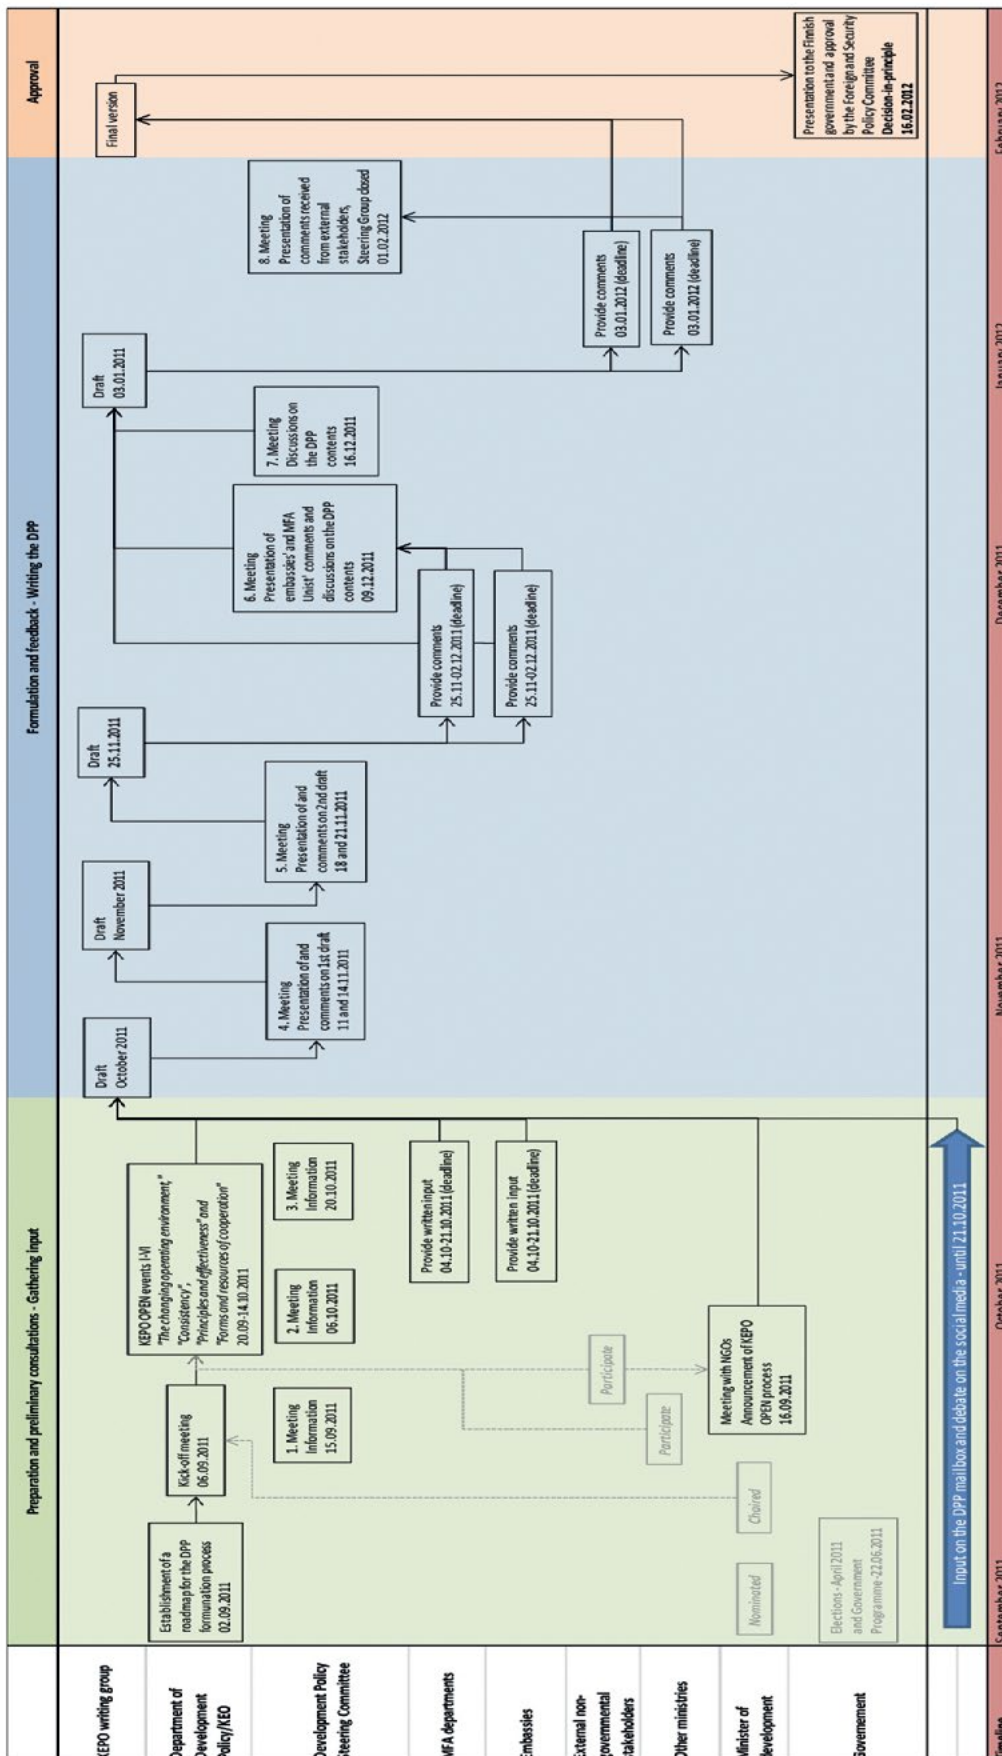 Preparation and preliminary consultations - Gathering input
Formulation and feedback - Writing the DPP
Approval
KEPO writing group
Draft
October 2011
Draft
November 2011
Draft
25.11.2011
Draft
03.01.2011
Final version
Department of
Development
Policy/KEO
Establishment of a
roadmap for the DPP
formunation process
02.09.2011
Kick-off meeting
06.09.2011
KEPO OPEN events I-VI
"The changing operating environment,"
"Consistency",
"Principles and effectiveness" and
"Forms and resources of cooperation"
20.09-14.10.2011
Development Policy
Steering Committee
1. Meeting
Information
15.09.2011
2. Meeting
Information
06.10.2011
3. Meeting
Information
20.10.2011
4. Meeting
Presentation of and
comments on 1st draft
11 and 14.11.2011
5. Meeting
Presentation of and
comments on 2nd draft
18 and 21.11.2011
6. Meeting
Presentation of
embassies' and MFA
Unist' comments and
discussions on the DPP
contents
09.12.2011
7. Meeting
Discussions on
the DPP
contents
16.12.2011
8. Meeting
Presentation of
comments received
from external
stakeholders,
Steering Group closed
01.02.2012
MFA departments
Provide written input
04.10-21.10.2011 (deadline)
Provide comments
25.11-02.12.2011 (deadline)
Embassies
Provide written input
04.10-21.10.2011 (deadline)
Provide comments
25.11-02.12.2011 (deadline)
External non-
governmental
stakeholders
Participate
Provide comments
03.01.2012 (deadline)
Other ministries
Participate
Provide comments
03.01.2012 (deadline)
Minister of
development
Nominated
Chaired
Meeting with NGOs
Announcement of KEPO
OPEN process
16.09.2011
Governement
Elections - April 2011
and Government
Programme -22.06.2011
Presentation to the Finnish
government and approval
by the Foreign and Security
Policy Committee
Decision-in-principle
16.02.2012
Input on the DPP mailbox and debate on the social media - until 21.10.2011
September 2011
October 2011
November 2011
December 2011
January 2012
February 2012